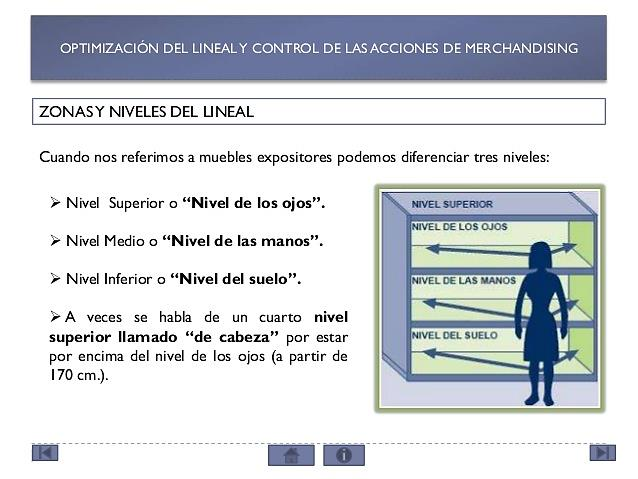 OPTIMIZACIÓN DEL LINEAL Y CONTROL DE LAS ACCIONES DE MERCHANDISING
ZONAS Y NIVELES DEL LINEAL
Cuando nos referimos a muebles expositores podemos diferenciar tres niveles:
➢ Nivel Superior o “Nivel de los ojos”.
➢ Nivel Medio o “Nivel de las manos”.
➢ Nivel Inferior o “Nivel del suelo”.
➢ A veces se habla de un cuarto nivel
superior llamado “de cabeza” por estar
por encima del nivel de los ojos (a partir de
170 cm.).
NIVEL SUPERIOR
NIVEL DE LOS OJOS
NIVEL DE LAS MANOS
NIVEL DEL SUELO